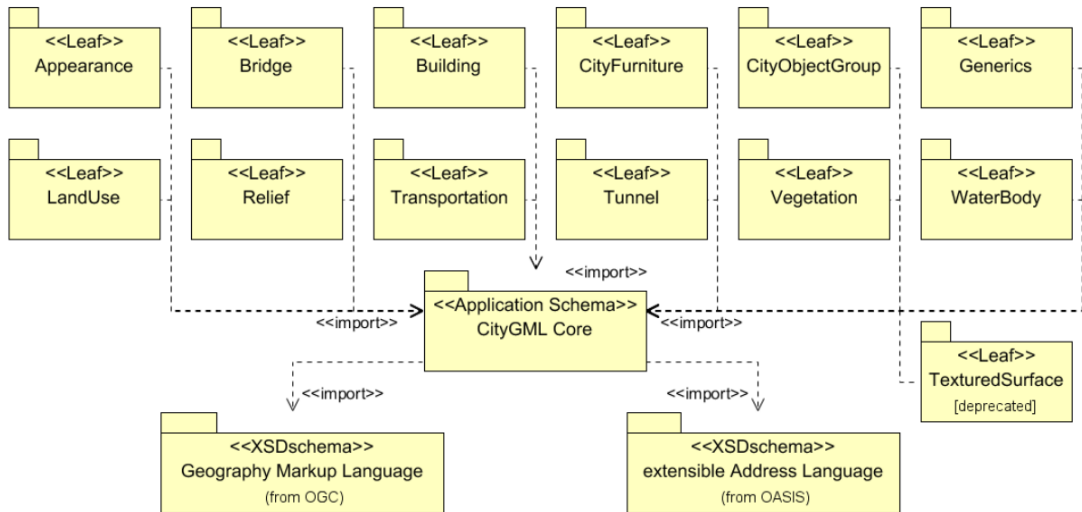 <<Leaf>>
Appearance
<<Leaf>>
Bridge
<<Leaf>>
Building
<<Leaf>>
CityFurniture
<<Leaf>>
CityObjectGroup
<<Leaf>>
Generics
<<Leaf>>
LandUse
<<Leaf>>
Relief
<<Leaf>>
Transportation
<<Leaf>>
Tunnel
<<Leaf>>
Vegetation
<<Leaf>>
WaterBody
<<import>>
<<Application Schema>>
CityGML Core
<<import>>
<<import>>
<<Leaf>>
TexturedSurface
[deprecated]
<<import>>
<<import>>
<<XSDschema>>
Geography Markup Language
(from OGC)
<<XSDschema>>
extensible Address Language
(from OASIS)